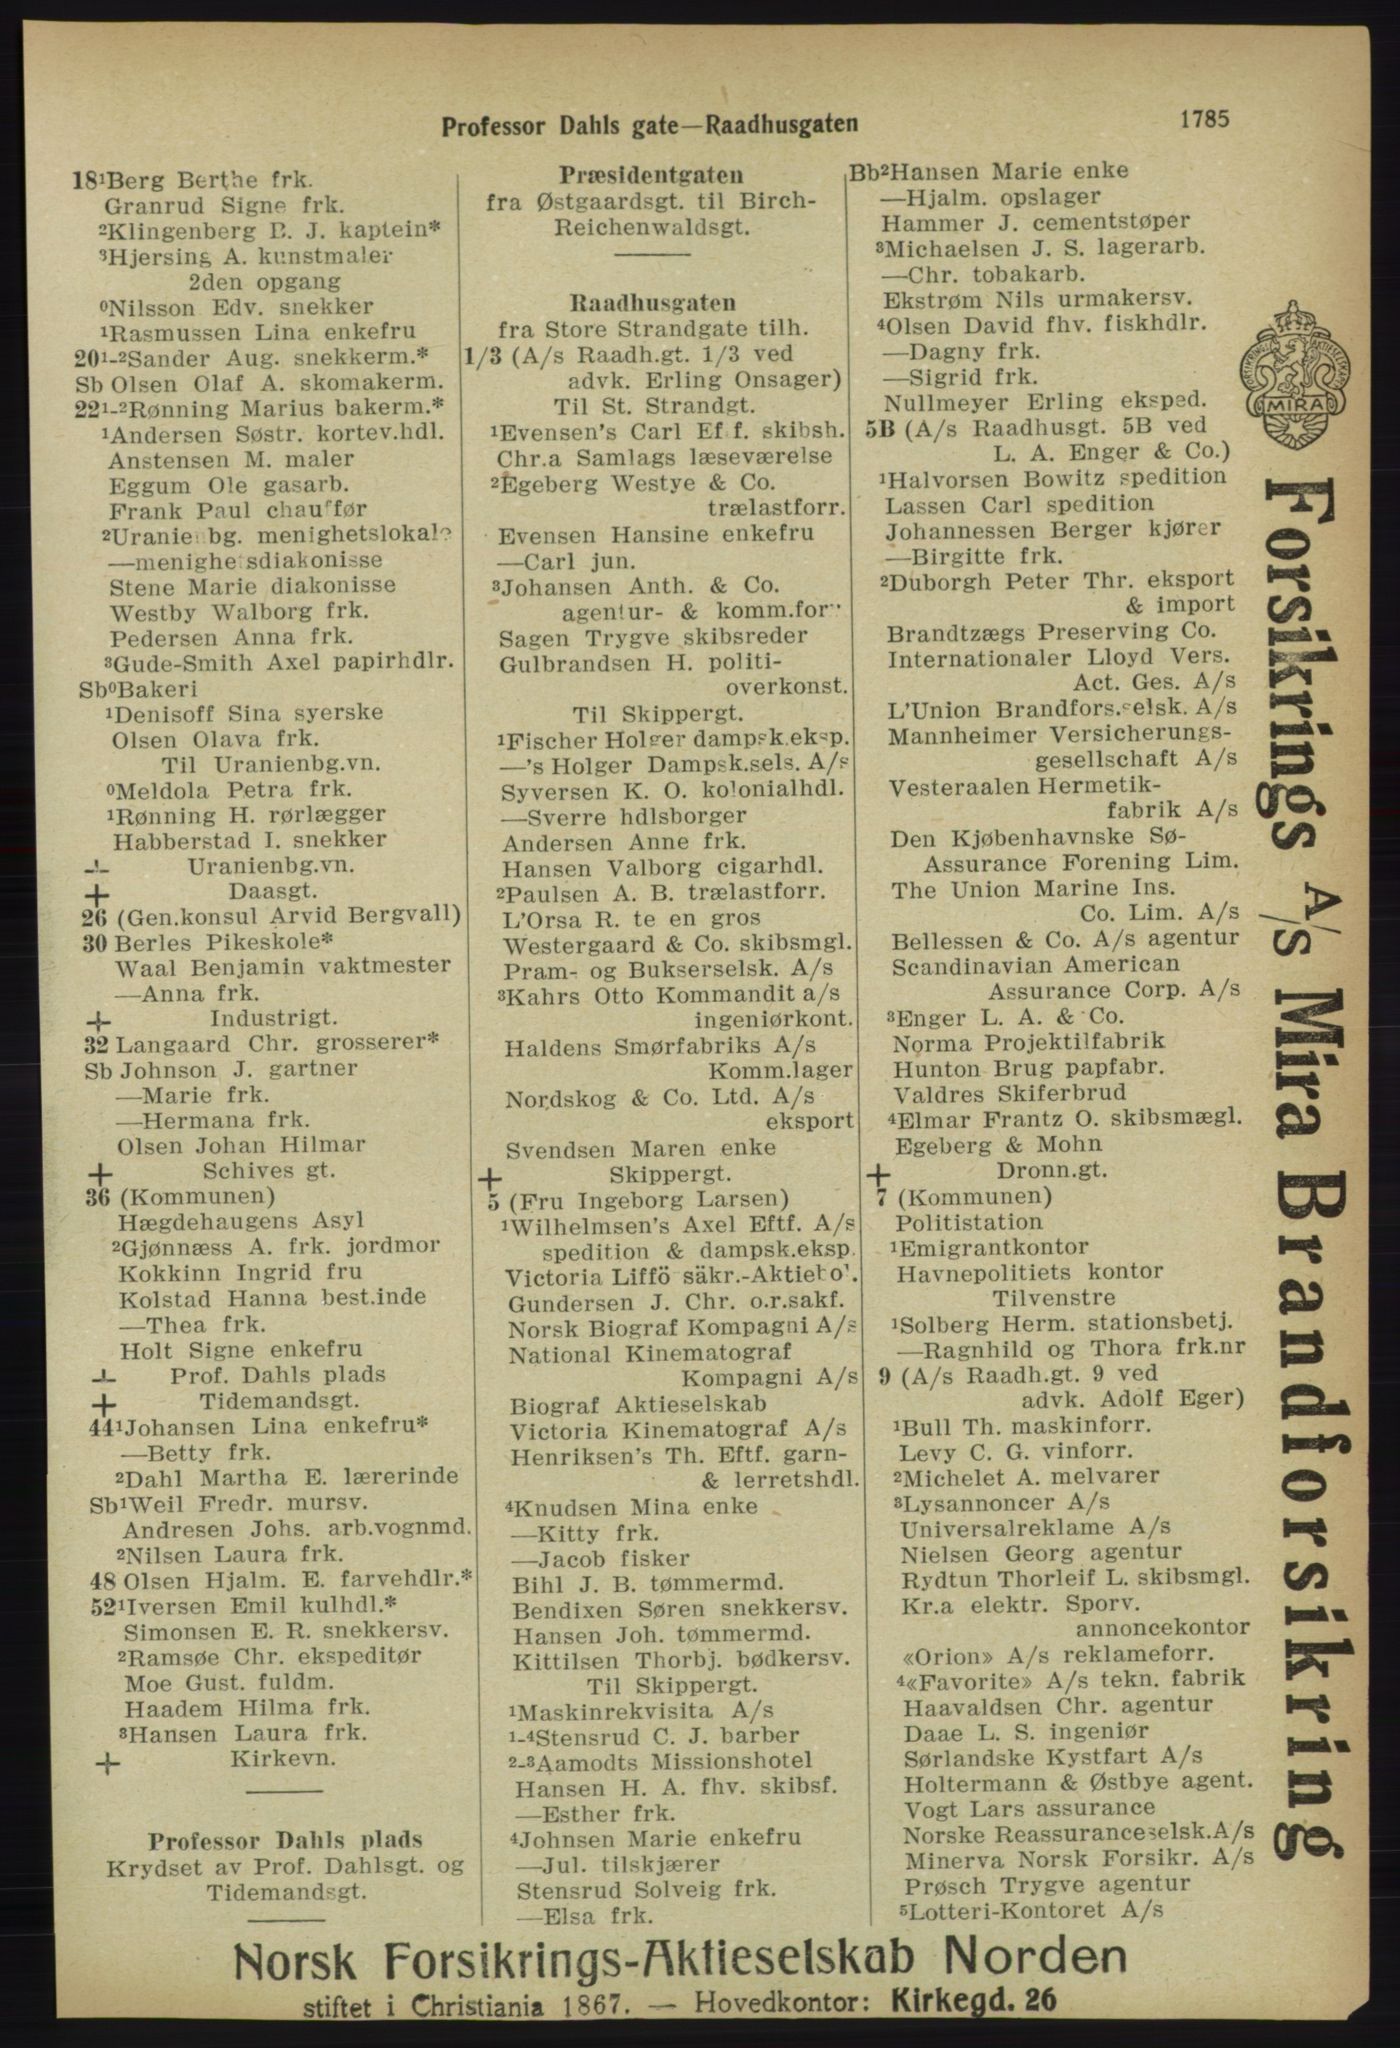 Professor Dahls gate—Raadhusgaten
1785
18¹Berg Berthe frk.
Granrud Signe frk.
²Klingenberg B. J. kaptein*
³Hjersing A. kunstmaler
2den opgang
⁰Nilsson Edv. snekker
¹Rasmussen Lina enkefru
20¹-²Sander Aug. snekkerm.*
Sb Olsen Olaf A. skomakerm.
22¹-²Rønning Marius bakerm.*
¹Andersen Søstr. kortev.hdl.
Anstensen M. maler
Eggum Ole gasarb.
Frank Paul chauffør
²Uranienbg. menighetslokale
—menighetsdiakonisse
Stene Marie diakonisse
Westby Walborg frk.
Pedersen Anna frk.
³Gude-Smith Axel papirhdlr.
Sb⁰Bakeri
¹Denisoff Sina syerske
Olsen Olava frk.
Til Uranienbg.vn.
⁰Meldola Petra frk.
¹Rønning H. rørlægger
Habberstad I. snekker
+ Uranienbg.vn.
+ Daasgt.
26 (Gen.konsul Arvid Bergvall)
30 Berles Pikeskole*
Waal Benjamin vaktmester
—Anna frk.
+ Industrigt.
32 Langaard Chr. grosserer*
Sb Johnson J. gartner
—Marie frk.
—Hermana frk.
Olsen Johan Hilmar
+ Schives gt.
36 (Kommunen)
Hægdehaugens Asyl
²Gjønnæss A. frk. jordmor
Kokkinn Ingrid fru
Kolstad Hanna best.inde
—Thea frk.
Holt Signe enkefru
+ Prof. Dahls plads
+ Tidemandsgt.
44¹Johansen Lina enkefru*
—Betty frk.
²Dahl Martha E. lærerinde
Sb¹Weil Fredr. mursv.
Andresen Johs. arb.vognmd.
²Nilsen Laura frk.
48 Olsen Hjalm. E. farvehdlr.*
52¹Iversen Emil kulhdl.*
Simonsen E. R. snekkersv.
²Ramsøe Chr. ekspeditør
Moe Gust. fuldm.
Haadem Hilma frk.
³Hansen Laura frk.
+ Kirkevn.
Professor Dahls plads
Krydset av Prof. Dahlsgt. og
Tidemandsgt.
Præsidentgaten
fra Østgaardsgt. til Birch-
Reichenwaldsgt.
Raadhusgaten
fra Store Strandgate tilh.
1/3 (A/s Raadh.gt. 1/3 ved
advk. Erling Onsager)
Til St. Strandgt.
¹Evensen's Carl Eff. skibsh.
Chr.a Samlags læseværelse
²Egeberg Westye & Co.
trælastforr.
Evensen Hansine enkefru
—Carl jun.
³Johansen Anth. & Co.
agentur- & komm.forr
Sagen Trygve skibsreder
Gulbrandsen H. politi-
overkonst.
Til Skippergt.
¹Fischer Holger dampsk.eksp.
—'s Holger Dampsk.sels. A/s
Syversen K. O. kolonialhdl.
—Sverre hdlsborger
Andersen Anne frk.
Hansen Valborg cigarhdl.
²Paulsen A. B. trælastforr.
L'Orsa R. te en gros
Westergaard & Co. skibsmgl.
Pram- og Bukserselsk. A/s
³Kahrs Otto Kommandit a/s
ingeniørkont.
Haldens Smørfabriks A/s
Komm.lager
Nordskog & Co. Ltd. A/s
eksport
Svendsen Maren enke
+ Skippergt.
5 (Fru Ingeborg Larsen)
¹Wilhelmsen's Axel Eftf. A/s
spedition & dampsk.eksp.
Victoria Liffö säkr.-Aktiebol.
Gundersen J. Chr. o.r.sakf.
Norsk Biograf Kompagni A/s
National Kinematograf
Kompagni A/s
Biograf Aktieselskab
Victoria Kinematograf A/s
Henriksen's Th. Eftf. garn-
& lerretshdl.
⁴Knudsen Mina enke
—Kitty frk.
—Jacob fisker
Bihl J. B. tømmermd.
Bendixen Søren snekkersv.
Hansen Joh. tømmermd.
Kittilsen Thorbj. bødkersv.
Til Skippergt.
¹Maskinrekvisita A/s
¹-⁴Stensrud C. J. barber
²-³Aamodts Missionshotel
Hansen H. A. fhv. skibsf.
—Esther frk.
⁴Johnsen Marie enkefru
—Jul. tilskjærer
Stensrud Solveig frk.
—Elsa frk.
Bb²Hansen Marie enke
—Hjalm. opslager
Hammer J. cementstøper
³Michaelsen J. S. lagerarb.
—Chr. tobakarb.
Ekstrøm Nils urmakersv.
⁴Olsen David fhv. fiskhdlr.
—Dagny frk.
—Sigrid frk.
Nullmeyer Erling eksped.
5B (A/s Raadhusgt. 5B ved
L. A. Enger & Co.)
¹Halvorsen Bowitz spedition
Lassen Carl spedition
Johannessen Berger kjører
—Birgitte frk.
²Duborgh Peter Thr. eksport
& import
Brandtzægs Preserving Co.
Internationaler Lloyd Vers.
Act. Ges. A/s
L'Union Brandfors.selsk. A/s
Mannheimer Versicherungs-
gesellschaft A/s
Vesteraalen Hermetik-
fabrik A/s
Den Kjøbenhavnske Sø-
Assurance Forening Lim.
The Union Marine Ins.
Co. Lim. A/s
Bellessen & Co. A/s agentur
Scandinavian American
Assurance Corp. A/s
³Enger L. A. & Co.
Norma Projektilfabrik
Hunton Brug papfabr.
Valdres Skiferbrud
⁴Elmar Frantz O. skibsmægl.
Egeberg & Mohn
+ Dronn.gt.
7 (Kommunen)
Politistation
¹Emigrantkontor
Havnepolitiets kontor
Tilvenstre
¹Solberg Herm. stationsbetj.
—Ragnhild og Thora frk.nr
9 (A/s Raadh.gt. 9 ved
advk. Adolf Eger)
¹Bull Th. maskinforr.
Levy C. G. vinforr.
²Michelet A. melvarer
³Lysannoncer A/s
Universalreklame A/s
Nielsen Georg agentur
Rydtun Thorleif L. skibsmgl.
Kr.a elektr. Sporv.
annoncekontor
«Orion» A/s reklameforr.
⁴«Favorite» A/s tekn. fabrik
Haavaldsen Chr. agentur
Daae L. S. ingeniør
Sørlandske Kystfart A/s
Holtermann & Østbye agent.
Vogt Lars assurance
Norske Reassuranceselsk.A/s
Minerva Norsk Forsikr. A/s
Prøsch Trygve agentur
⁵Lotteri-Kontoret A/s
MIRA
Forsikrings A/s Mira Brandforsikring
Norsk Forsikrings-Aktieselskab Norden
stiftet i Christiania 1867. — Hovedkontor: Kirkegd. 26